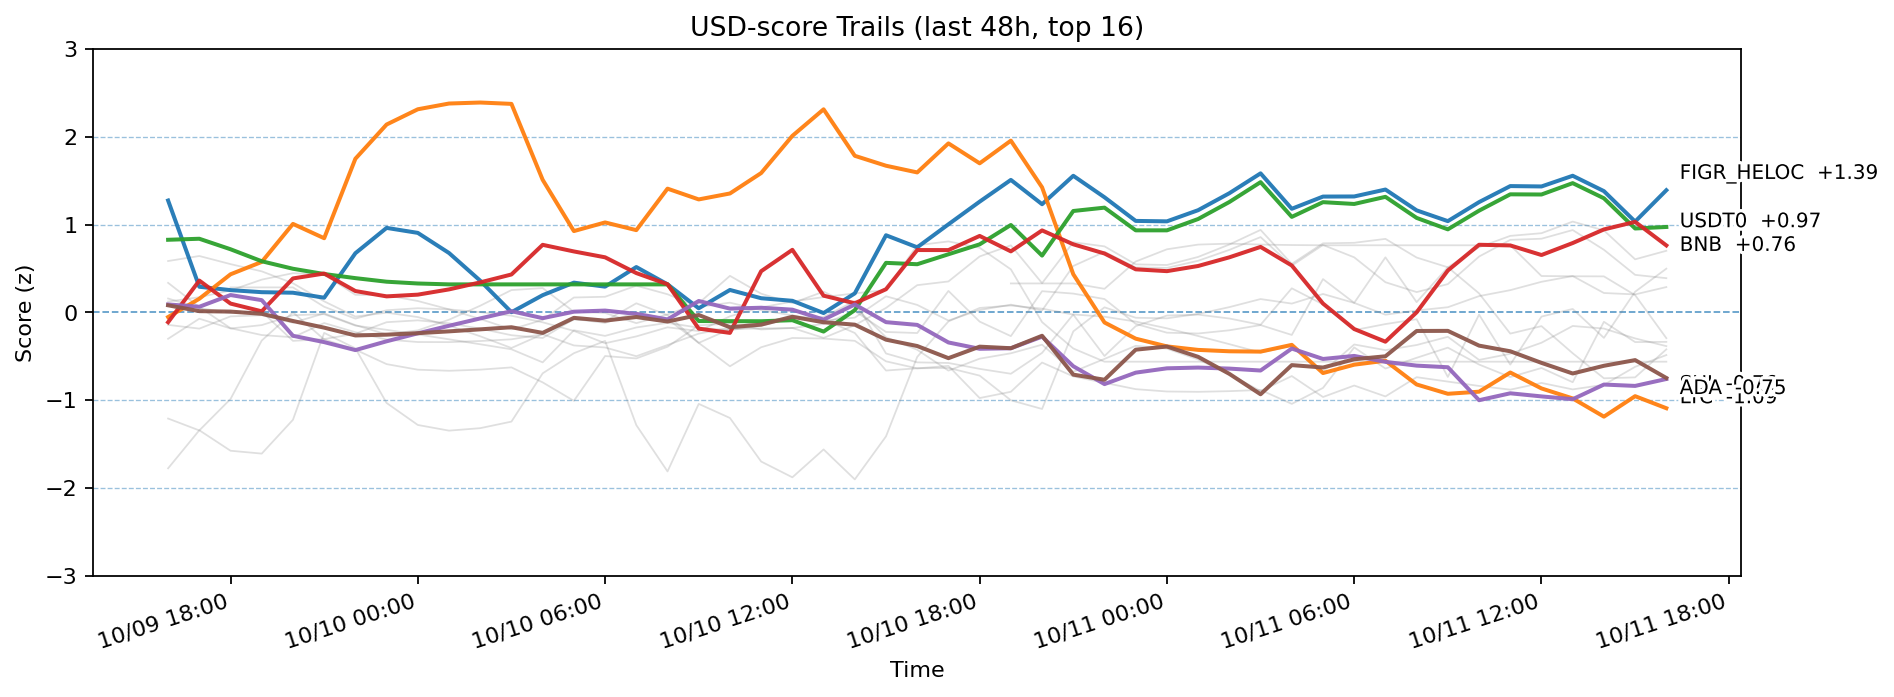 USD-score Trails (last 48h, top 16)
3
2
1
0
−1
−2
−3
Score (z)
FIGR_HELOC +1.39
USDT0 +0.97
BNB +0.76
ADA -0.75
LTC -1.09
10/09 18:00
10/10 00:00
10/10 06:00
10/10 12:00
10/10 18:00
10/11 00:00
10/11 06:00
10/11 12:00
10/11 18:00
Time